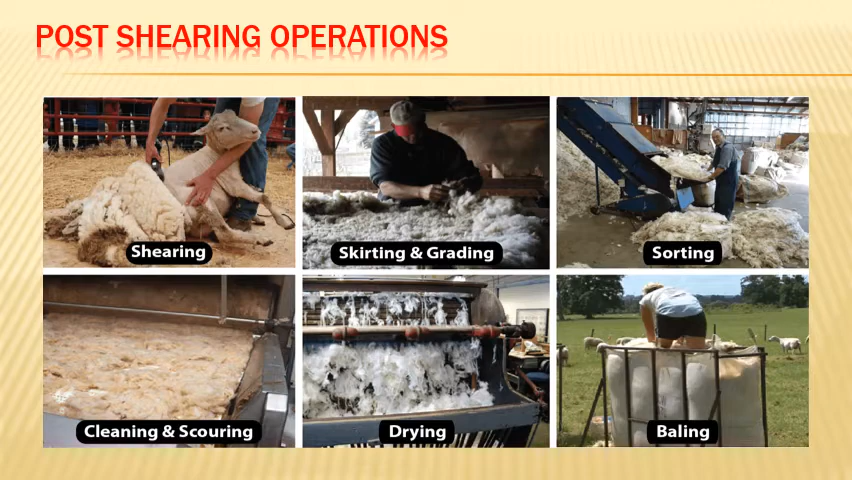 POST SHEARING OPERATIONS
Shearing
Skirting & Grading
Sorting
Cleaning & Scouring
Drying
Baling